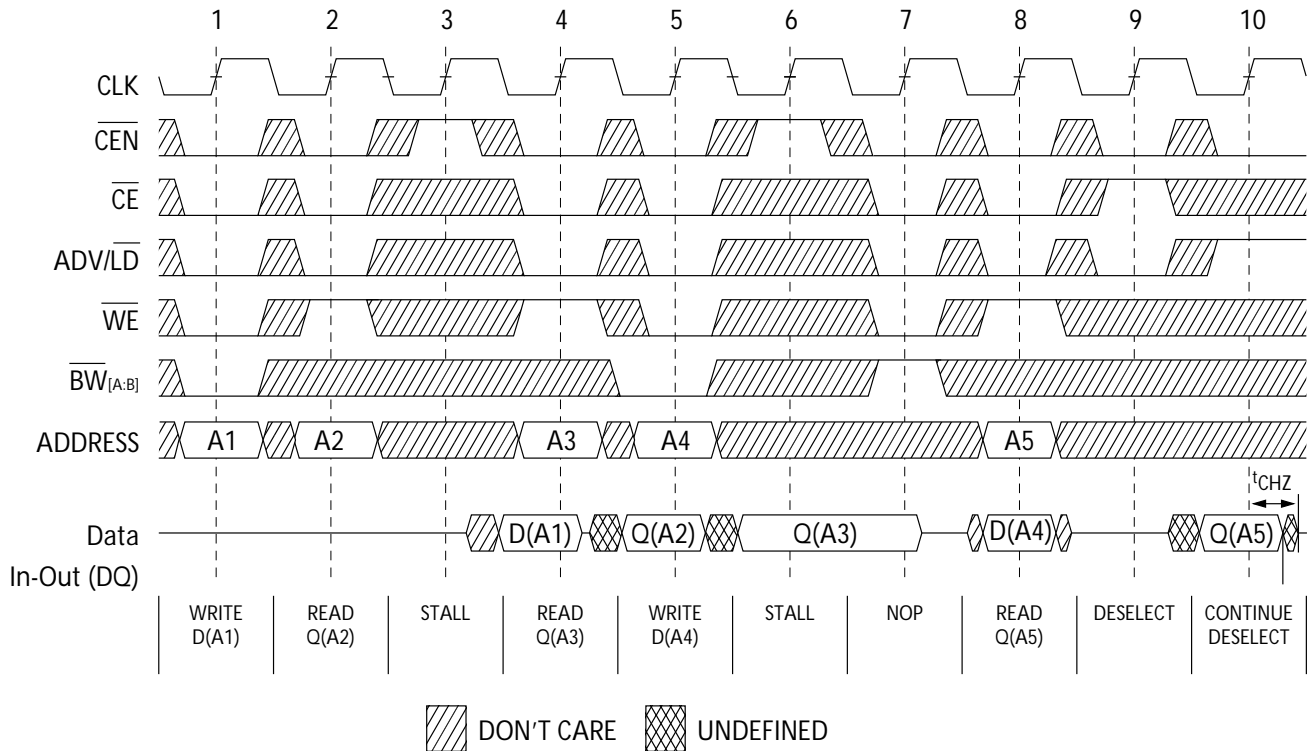 1 2 3 4 5 6 7 8 9 10
CLK
CEN
CE
ADV/LD
WE
BW[A:B]
ADDRESS A1 A2 A3 A4 A5
tCHZ
Data D(A1) Q(A2) Q(A3) D(A4) Q(A5)
In-Out (DQ)
WRITE READ STALL READ WRITE STALL NOP READ DESELECT CONTINUE
D(A1) Q(A2) Q(A3) D(A4) Q(A5) DESELECT
DON'T CARE UNDEFINED